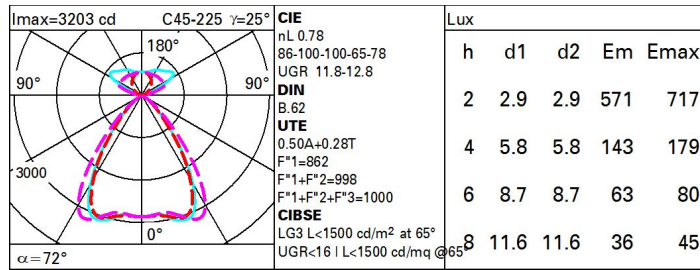 Imax=3203 cd C45-225 γ=25°
180°
90° 90°
3000
0°
α=72°
CIE
nL 0.78
86-100-100-65-78
UGR 11.8-12.8
DIN
B.62
UTE
0.50A+0.28T
F"1=862
F"1+F"2=998
F"1+F"2+F"3=1000
CIBSE
LG3 L<1500 cd/m² at 65°
UGR<16 | L<1500 cd/mq @65°
Lux
h d1 d2 Em Emax
2 2.9 2.9 571 717
4 5.8 5.8 143 179
6 8.7 8.7 63 80
8 11.6 11.6 36 45